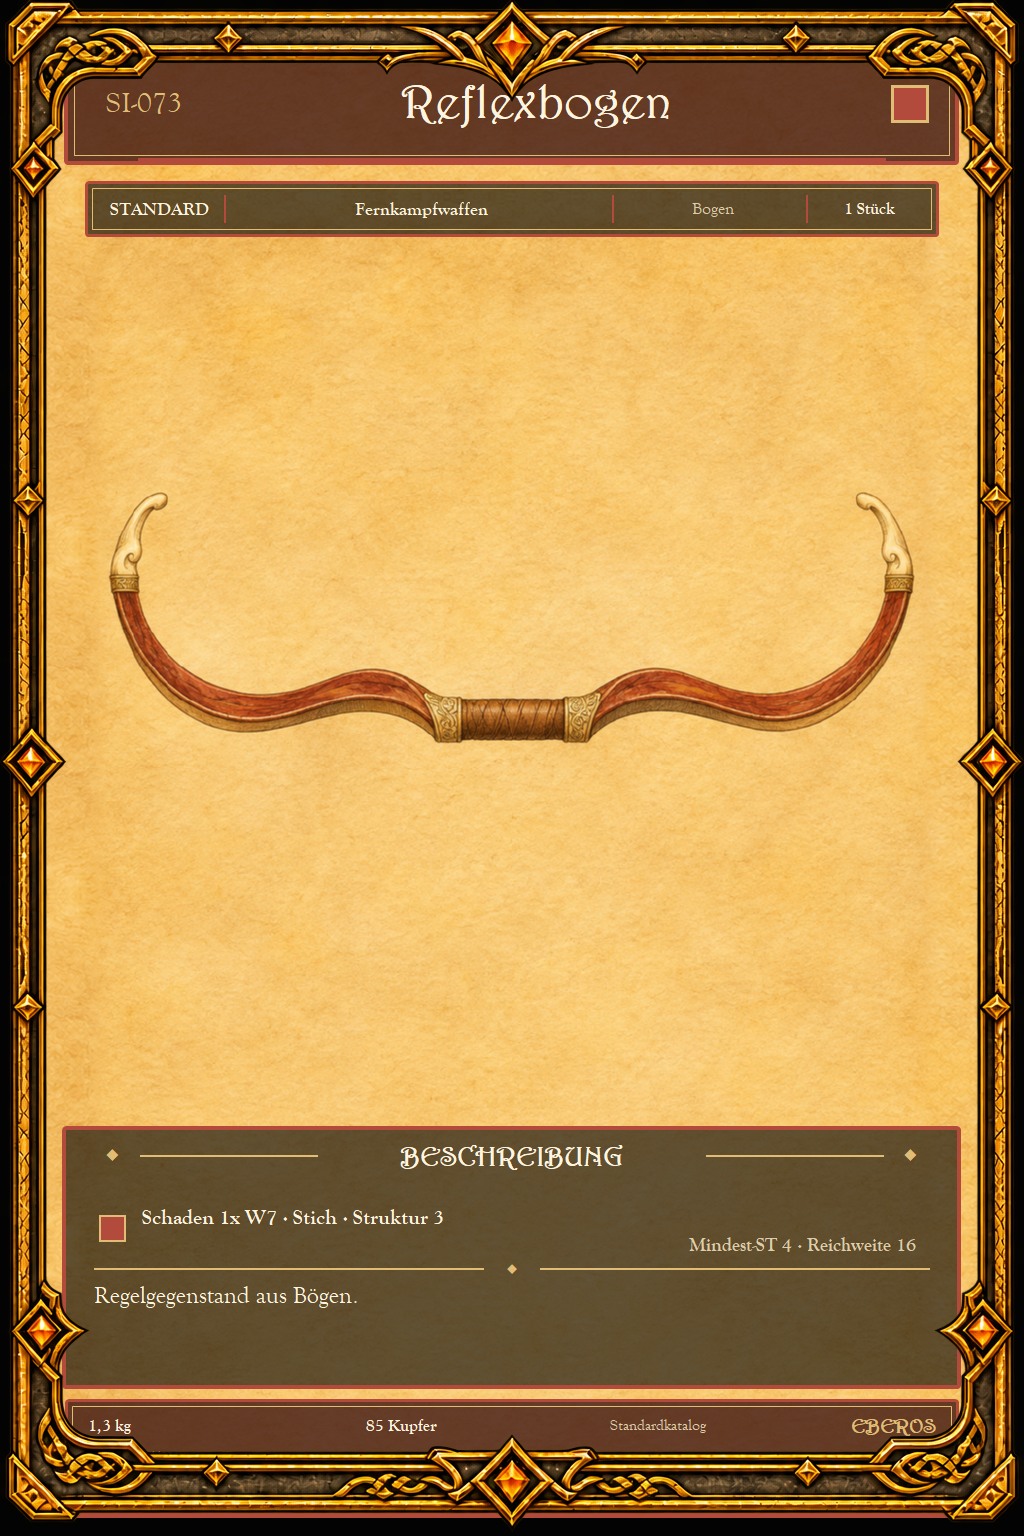 SI-073
Reflexbogen
STANDARD
Fernkampfwaffen
Bogen
1 Stück
BESCHREIBUNG
Schaden 1x W7 · Stich · Struktur 3
Mindest-ST 4 · Reichweite 16
Regelgegenstand aus Bögen.
1,3 kg
85 Kupfer
Standardkatalog
EBEROS